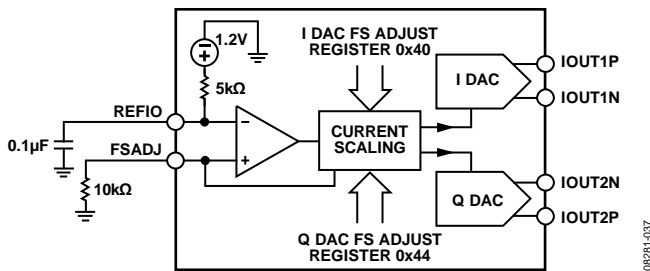 1.2V
I DAC FS ADJUST
REGISTER 0x40
5kΩ
REFIO
0.1µF
FSADJ
10kΩ
−
+
CURRENT
SCALING
I DAC
IOUT1P
IOUT1N
Q DAC
IOUT2N
IOUT2P
Q DAC FS ADJUST
REGISTER 0x44
08281-037